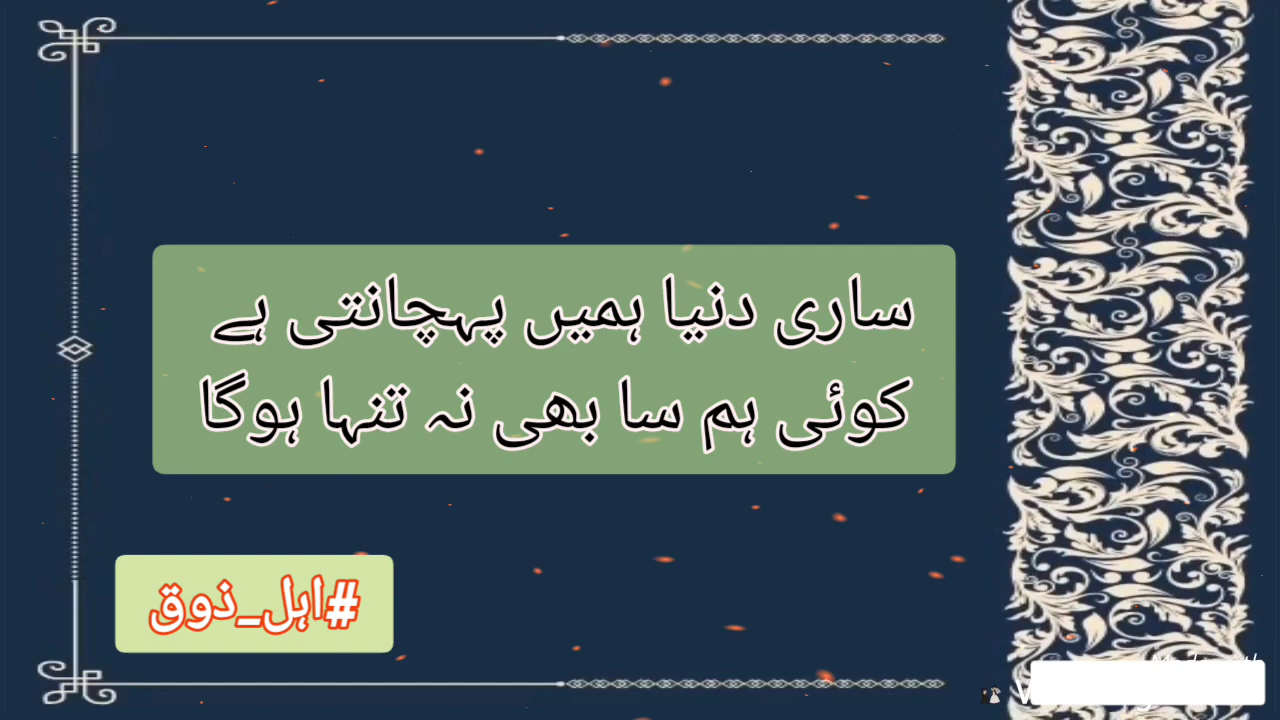 ساری دنیا ہمیں پہچانتی ہے
کوئی ہم سا بھی نہ تنہا ہوگا
#اہل_ذوق